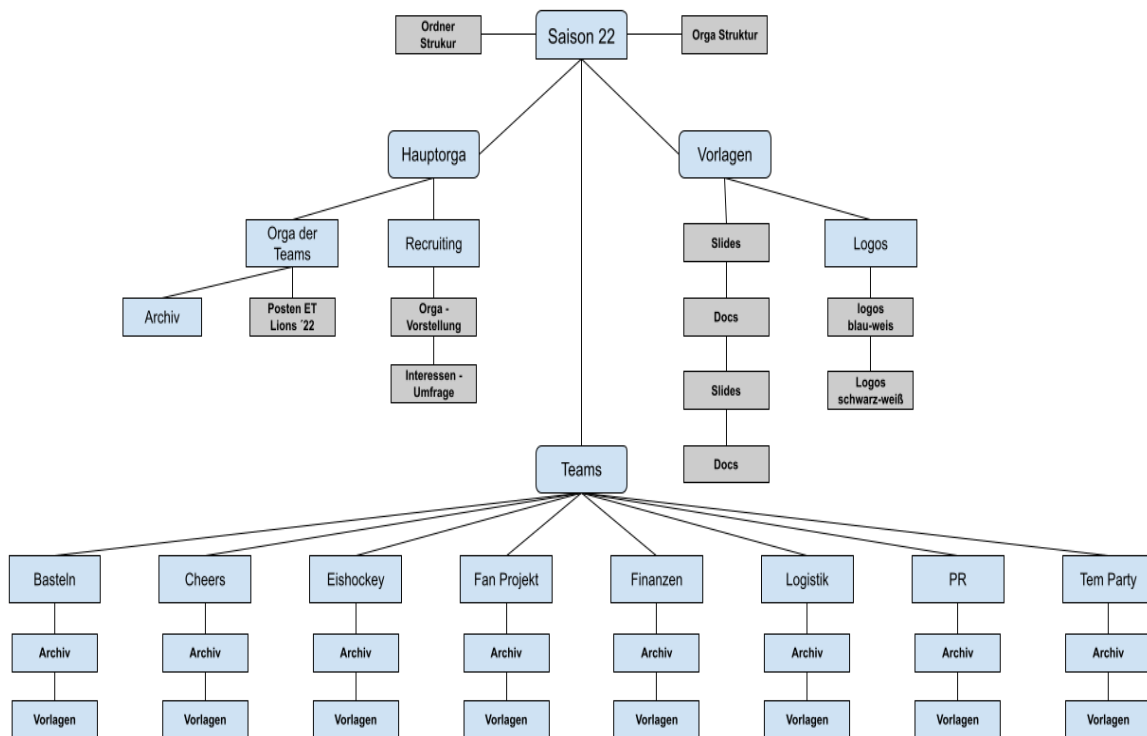 Ordner
Strukur
Saison 22
Orga Struktur
Hauptorga
Vorlagen
Orga der
Teams
Recruiting
Slides
Logos
Archiv
Posten ET
Lions ´22
Orga -
Vorstellung
Docs
logos
blau-weis
Interessen -
Umfrage
Slides
Logos
schwarz-weiß
Docs
Teams
Basteln
Cheers
Eishockey
Fan Projekt
Finanzen
Logistik
PR
Tem Party
Archiv
Archiv
Archiv
Archiv
Archiv
Archiv
Archiv
Archiv
Vorlagen
Vorlagen
Vorlagen
Vorlagen
Vorlagen
Vorlagen
Vorlagen
Vorlagen